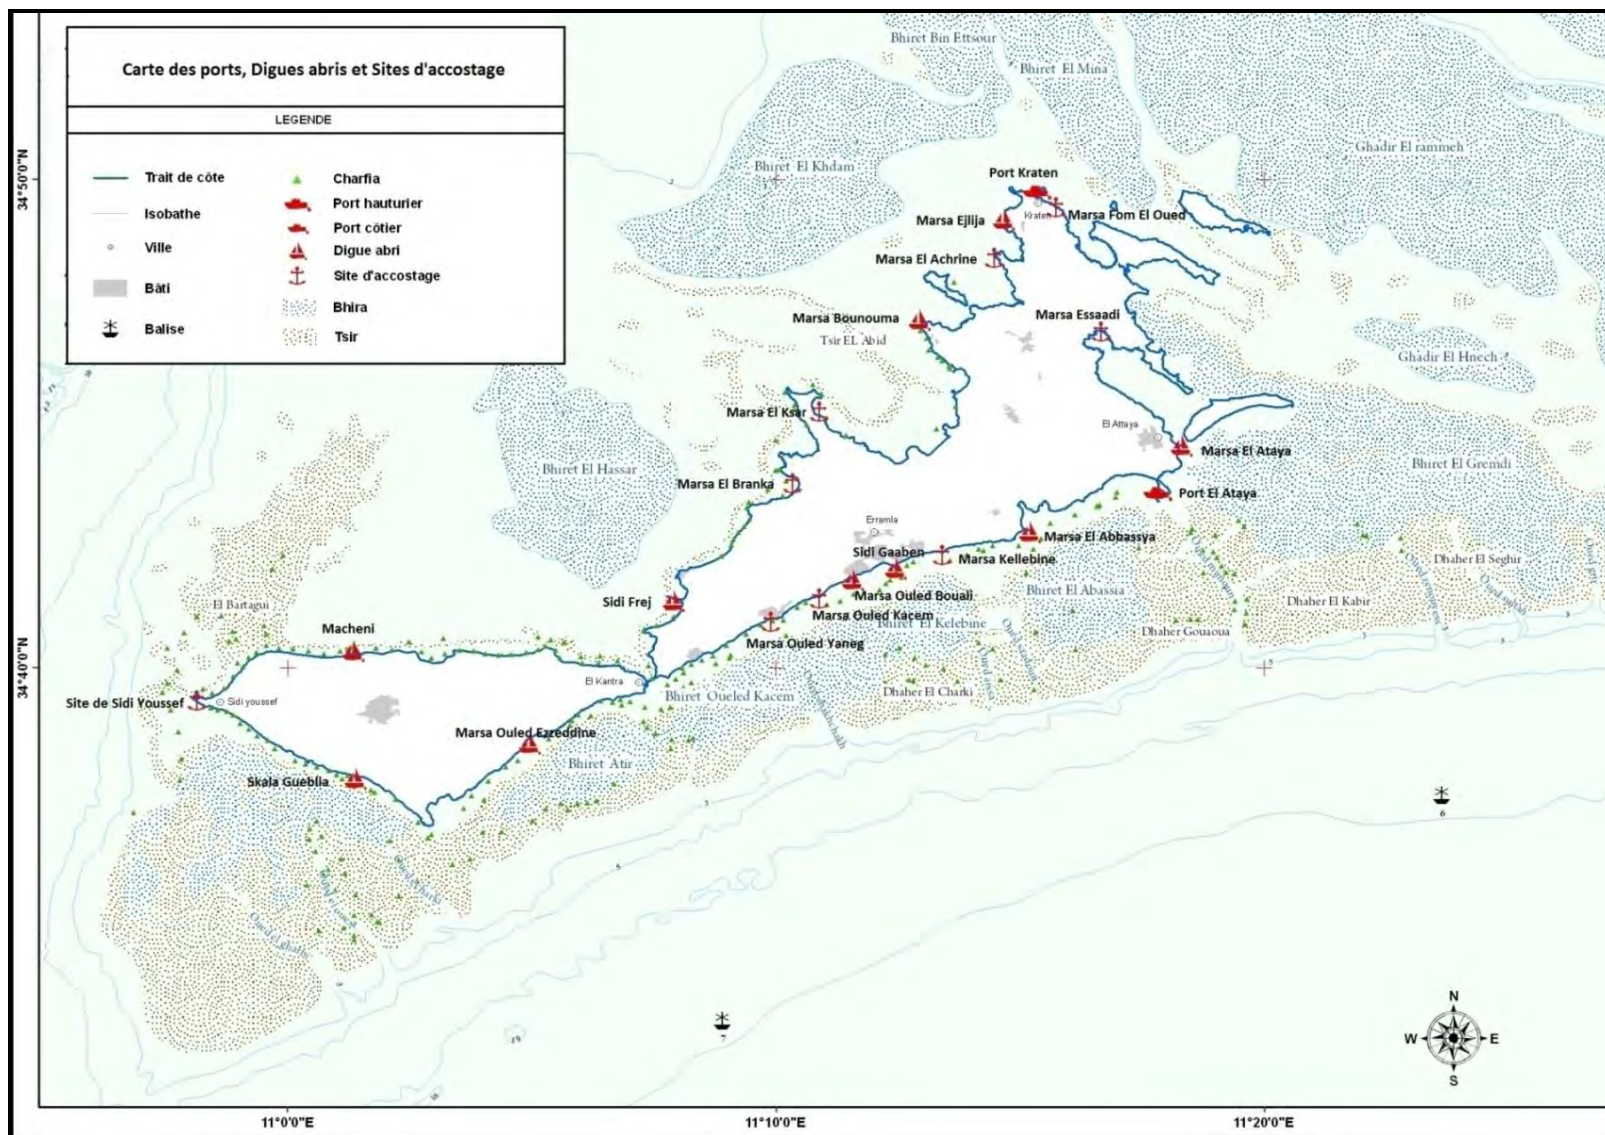 Carte des ports, Digues abris et Sites d'accostage
LEGENDE
Trait de côte
Isobathe
Ville
Bâti
Balise
Charfia
Port hauturier
Port côtier
Digue abri
Site d'accostage
Bhira
Tsir
34°50'0"N
34°40'0"N
Bhiret Bin Ettsour
Bhiret El Mina
Bhiret El Khdam
Ghadir El rammeh
Port Kraten
Kraten
Marsa Fom El Oued
Marsa Ejlija
Marsa El Achrine
Marsa Bounouma
Tsir EL Abid
Marsa Essaadi
Ghadir El Hnech
Marsa El Ksar
El Attaya
Marsa El Ataya
Bhiret El Hassar
Marsa El Branka
Bhiret El Gremdi
Port El Ataya
Erramla
Marsa El Abbassya
Sidi Gaaben
Marsa Kellebine
Dhaher El Seghir
Marsa Ouled Bouali
Bhiret El Abassia
Dhaher El Kabir
Sidi Frej
El Bartagui
Marsa Ouled Kacem
Bhiret El Kelebine
Macheni
Marsa Ouled Yaneg
Dhaher Gouaoua
El Kantra
Bhiret Oueled Kacem
Dhaher El Charki
Site de Sidi Youssef
Sidi youssef
Marsa Ouled Ezzeddine
Bhiret Atir
Skala Gueblia
6
Oued el gharbi
7
N
W E
S
11°0'0"E
11°10'0"E
11°20'0"E